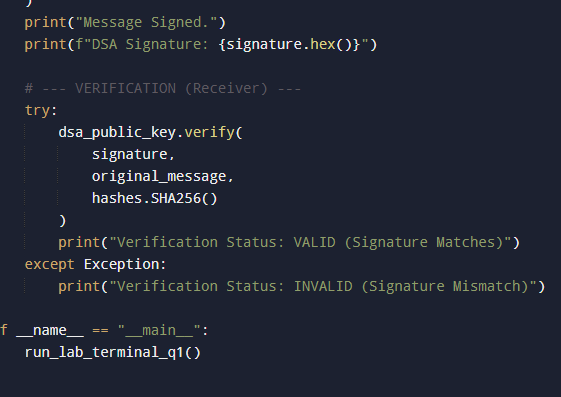 )
print("Message Signed.")
print(f"DSA Signature: {signature.hex()}")
# --- VERIFICATION (Receiver) ---
try:
dsa_public_key.verify(
signature,
original_message,
hashes.SHA256()
)
print("Verification Status: VALID (Signature Matches)")
except Exception:
print("Verification Status: INVALID (Signature Mismatch)")
f __name__ == "__main__":
run_lab_terminal_q1()